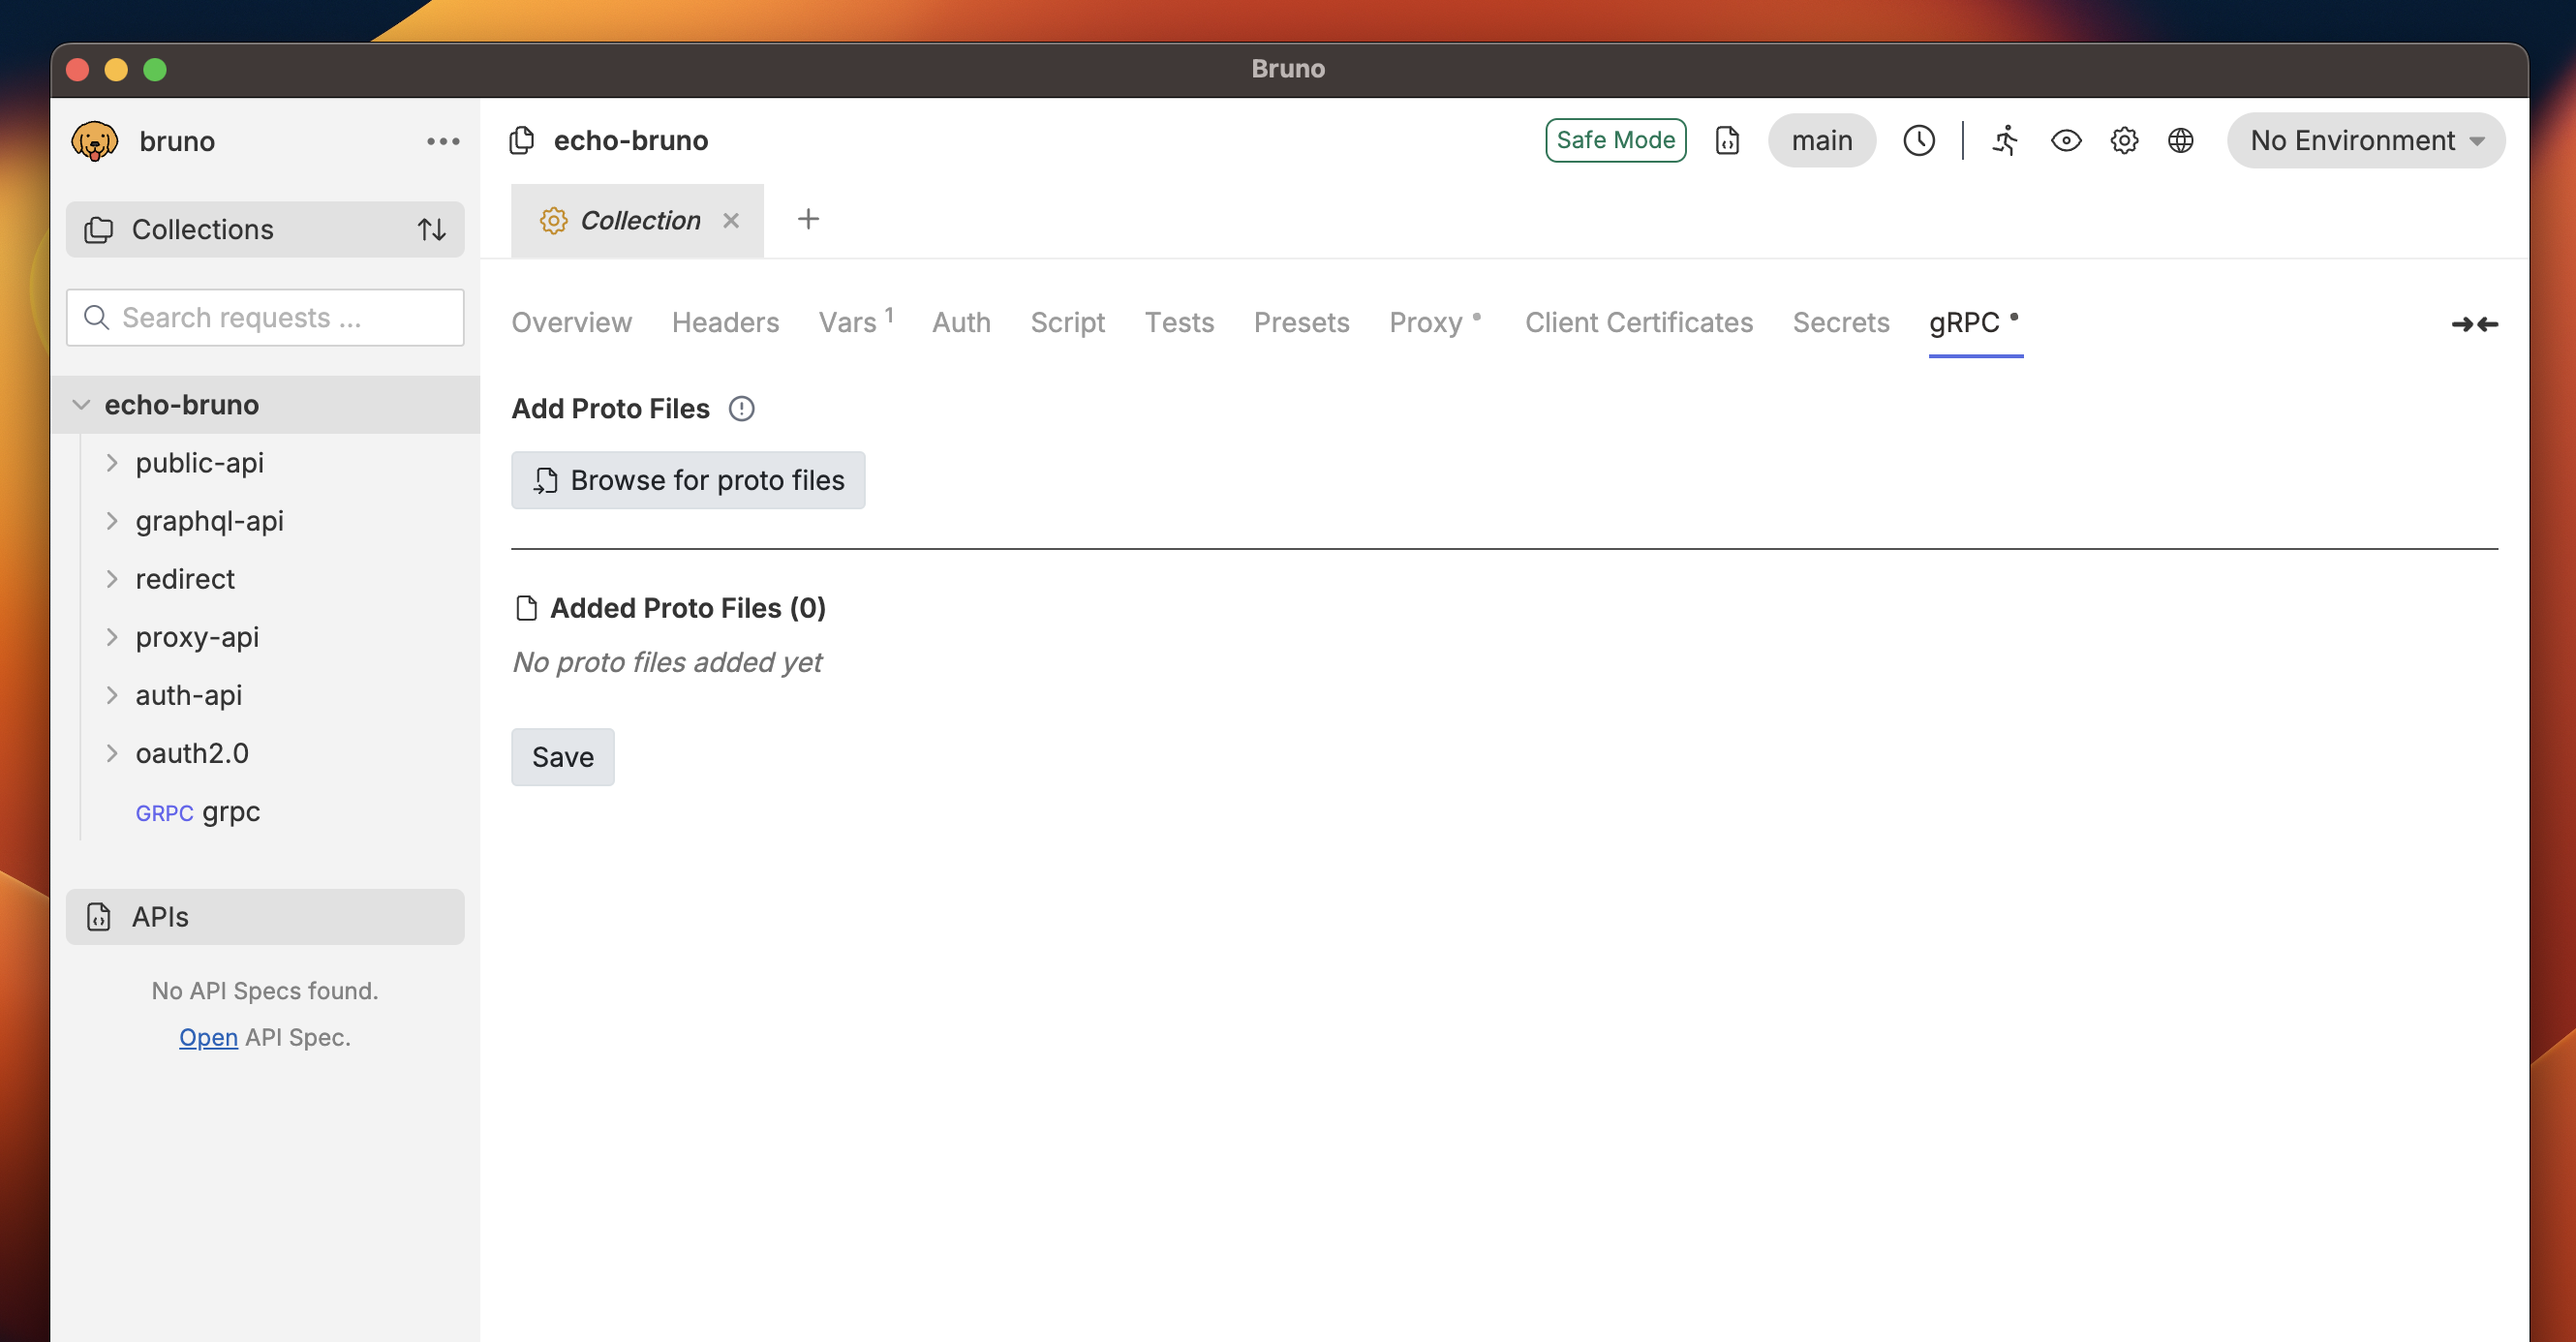 Bruno
bruno
echo-bruno
Safe Mode
main
No Environment
Collections
Collection
Search requests ...
Overview Headers Vars 1 Auth Script Tests Presets Proxy Client Certificates Secrets gRPC
echo-bruno
public-api
graphql-api
redirect
proxy-api
auth-api
oauth2.0
GRPC grpc
Add Proto Files
Browse for proto files
Added Proto Files (0)
No proto files added yet
Save
APIs
No API Specs found.
Open API Spec.